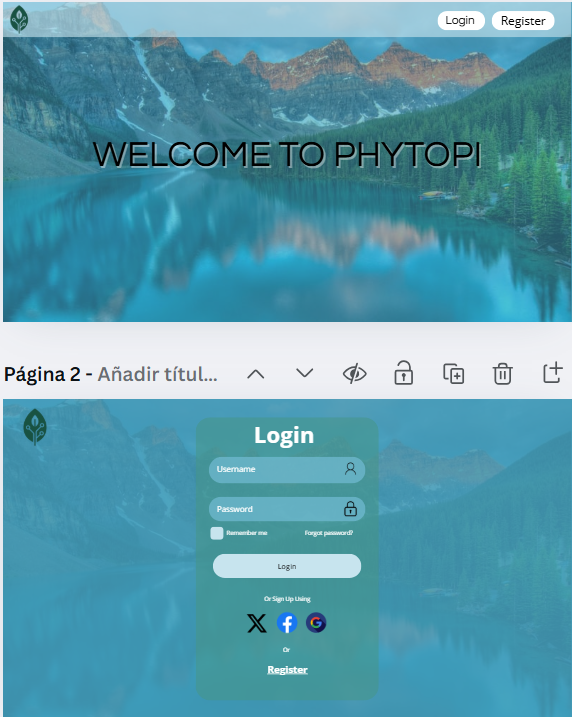 Login Register
WELCOME TO PHYTOPI
Página 2 - Añadir títul...
Login
Username
Password
Remember me Forgot password?
Login
Or Sign Up Using
Or
Register